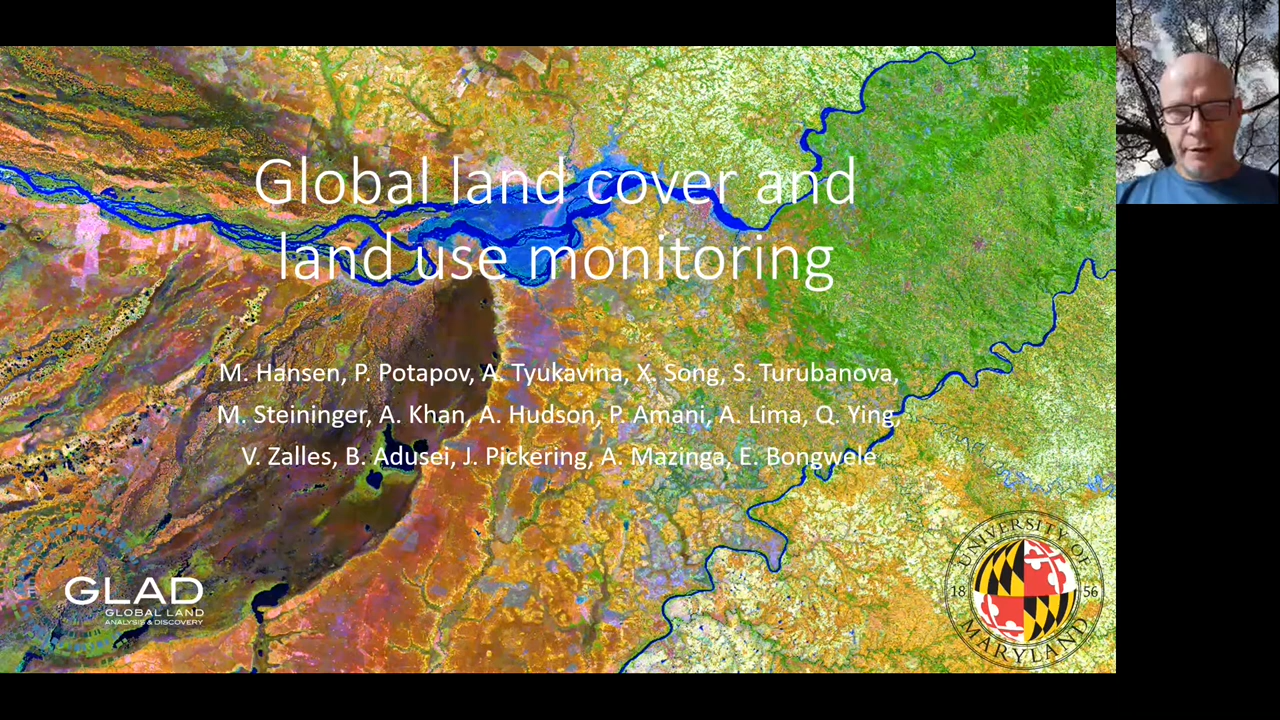 Global land cover and
land use monitoring
M. Hansen, P. Potapov, A. Tyukavina, X. Song, S. Turubanova,
M. Steininger, A. Khan, A. Hudson, P. Amani, A. Lima, Q. Ying,
V. Zalles, B. Adusei, J. Pickering, A. Mazinga, E. Bongwele
GLAD
GLOBAL LAND
ANALYSIS & DISCOVERY
UNIVERSITY OF
18 56
MARYLAND